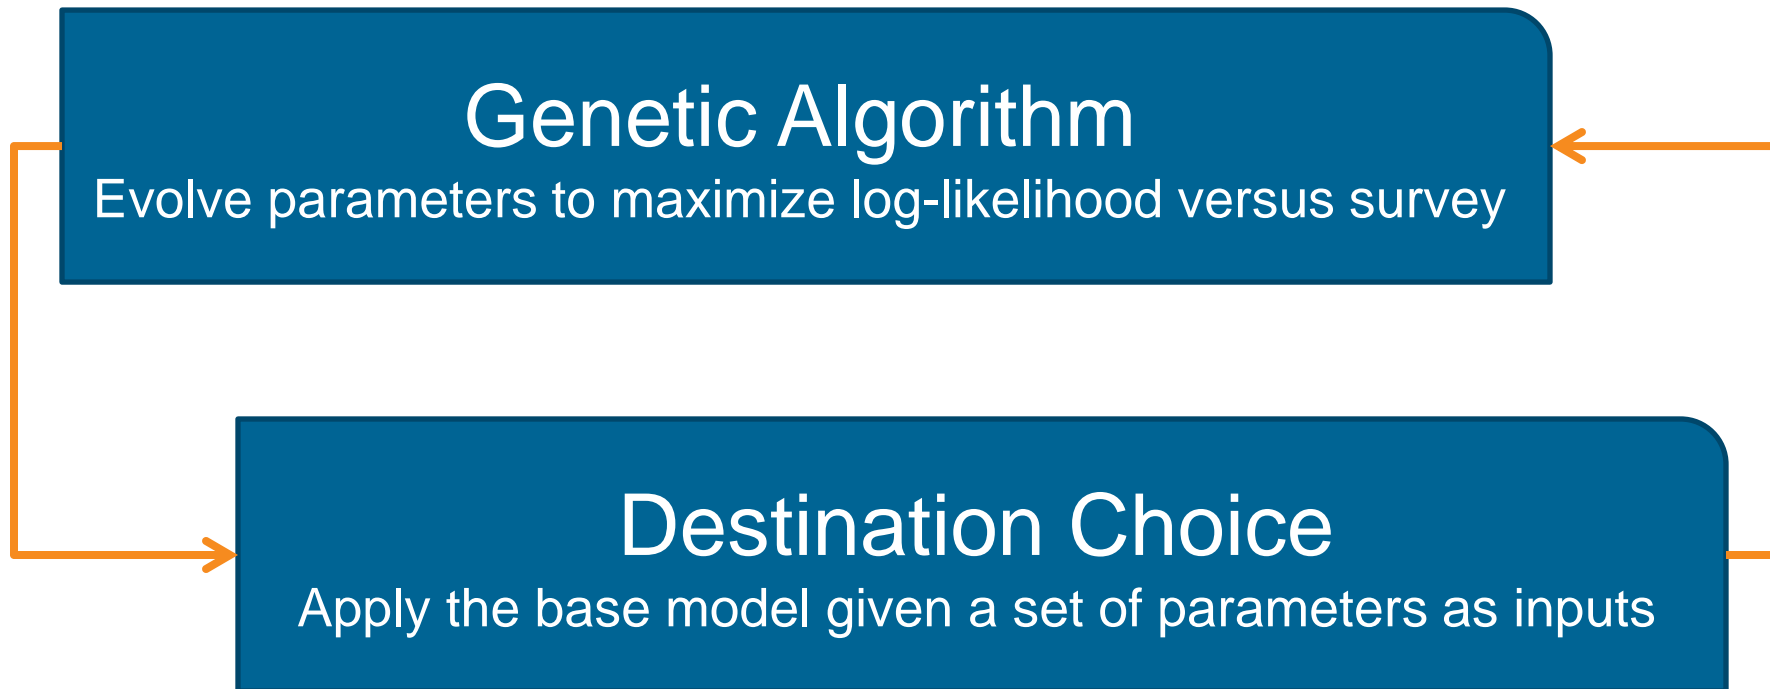 Genetic Algorithm
Evolve parameters to maximize log-likelihood versus survey
Destination Choice
Apply the base model given a set of parameters as inputs